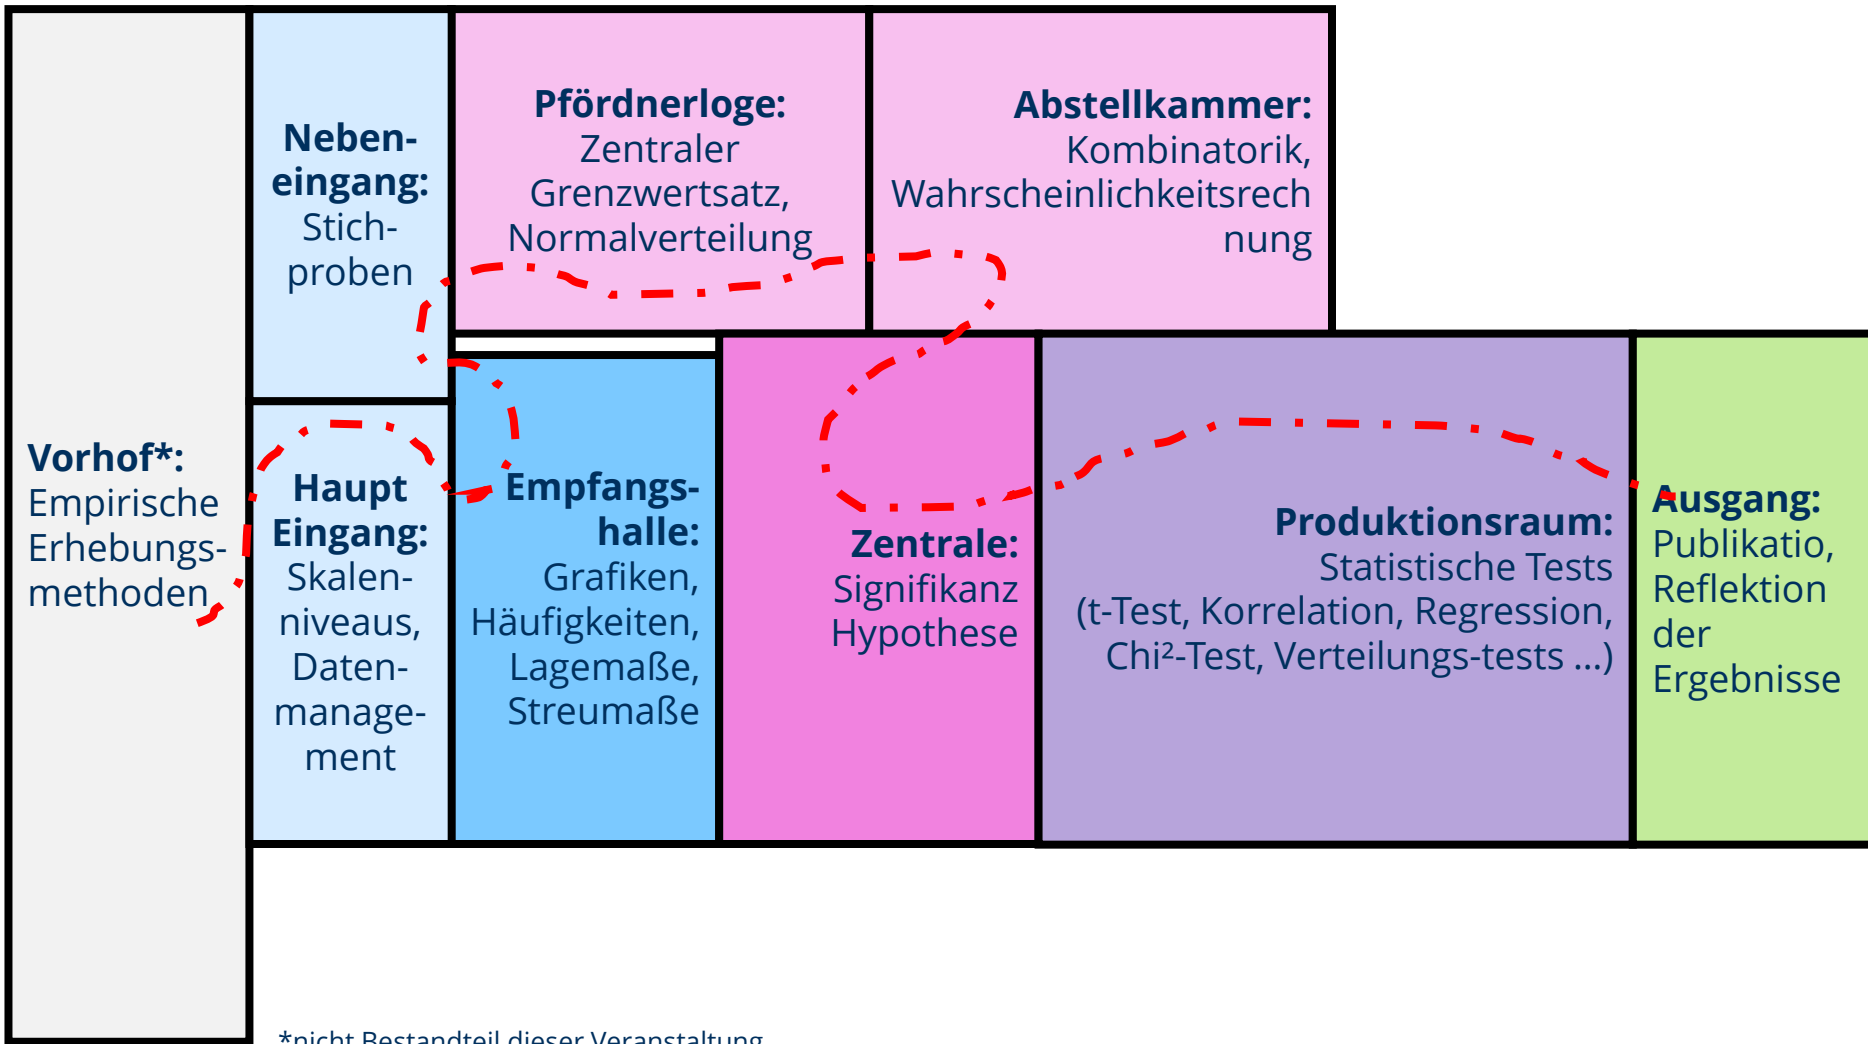 Vorhof*:
Empirische
Erhebungs-
methoden
Neben-
eingang:
Stich-
proben
Haupt
Eingang:
Skalen-
niveaus,
Daten-
manage-
ment
Pfördnerloge:
Zentraler
Grenzwertsatz,
Normalverteilung
Abstellkammer:
Kombinatorik,
Wahrscheinlichkeitsrech
nung
Empfangs-
halle:
Grafiken,
Häufigkeiten,
Lagemaße,
Streumaße
Zentrale:
Signifikanz
Hypothese
Produktionsraum:
Statistische Tests
(t-Test, Korrelation, Regression,
Chi²-Test, Verteilungs-tests ...)
Ausgang:
Publikatio,
Reflektion
der
Ergebnisse
*nicht Bestandteil dieser Veranstaltung